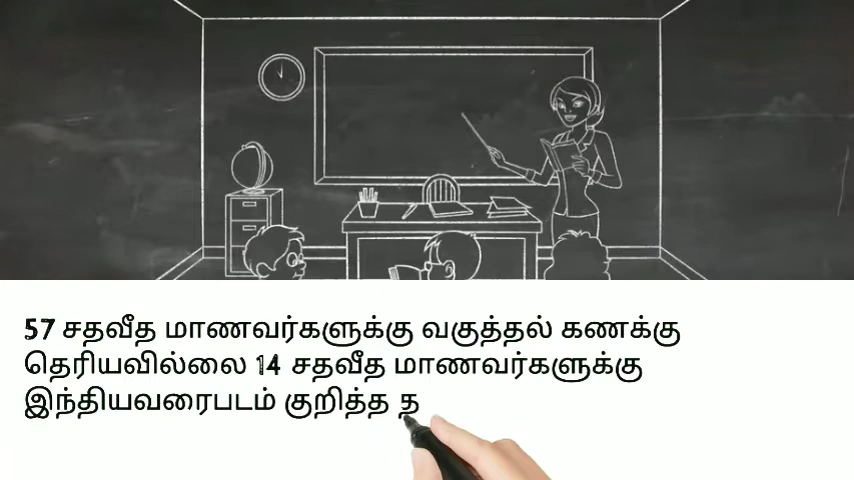 57 சதவீத மாணவர்களுக்கு வகுத்தல் கணக்கு
தெரியவில்லை 14 சதவீத மாணவர்களுக்கு
இந்தியவரைபடம் குறித்த த